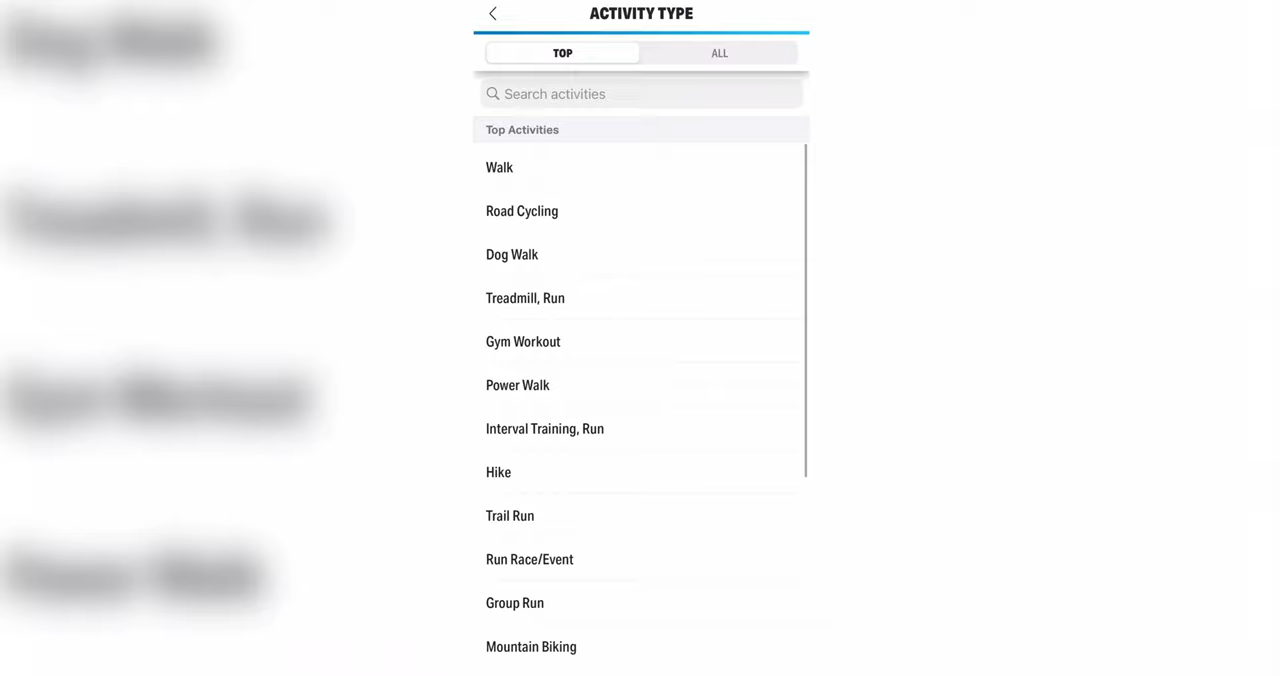 ACTIVITY TYPE
TOP
ALL
Search activities
Top Activities
Walk
Road Cycling
Dog Walk
Treadmill, Run
Gym Workout
Power Walk
Interval Training, Run
Hike
Trail Run
Run Race/Event
Group Run
Mountain Biking